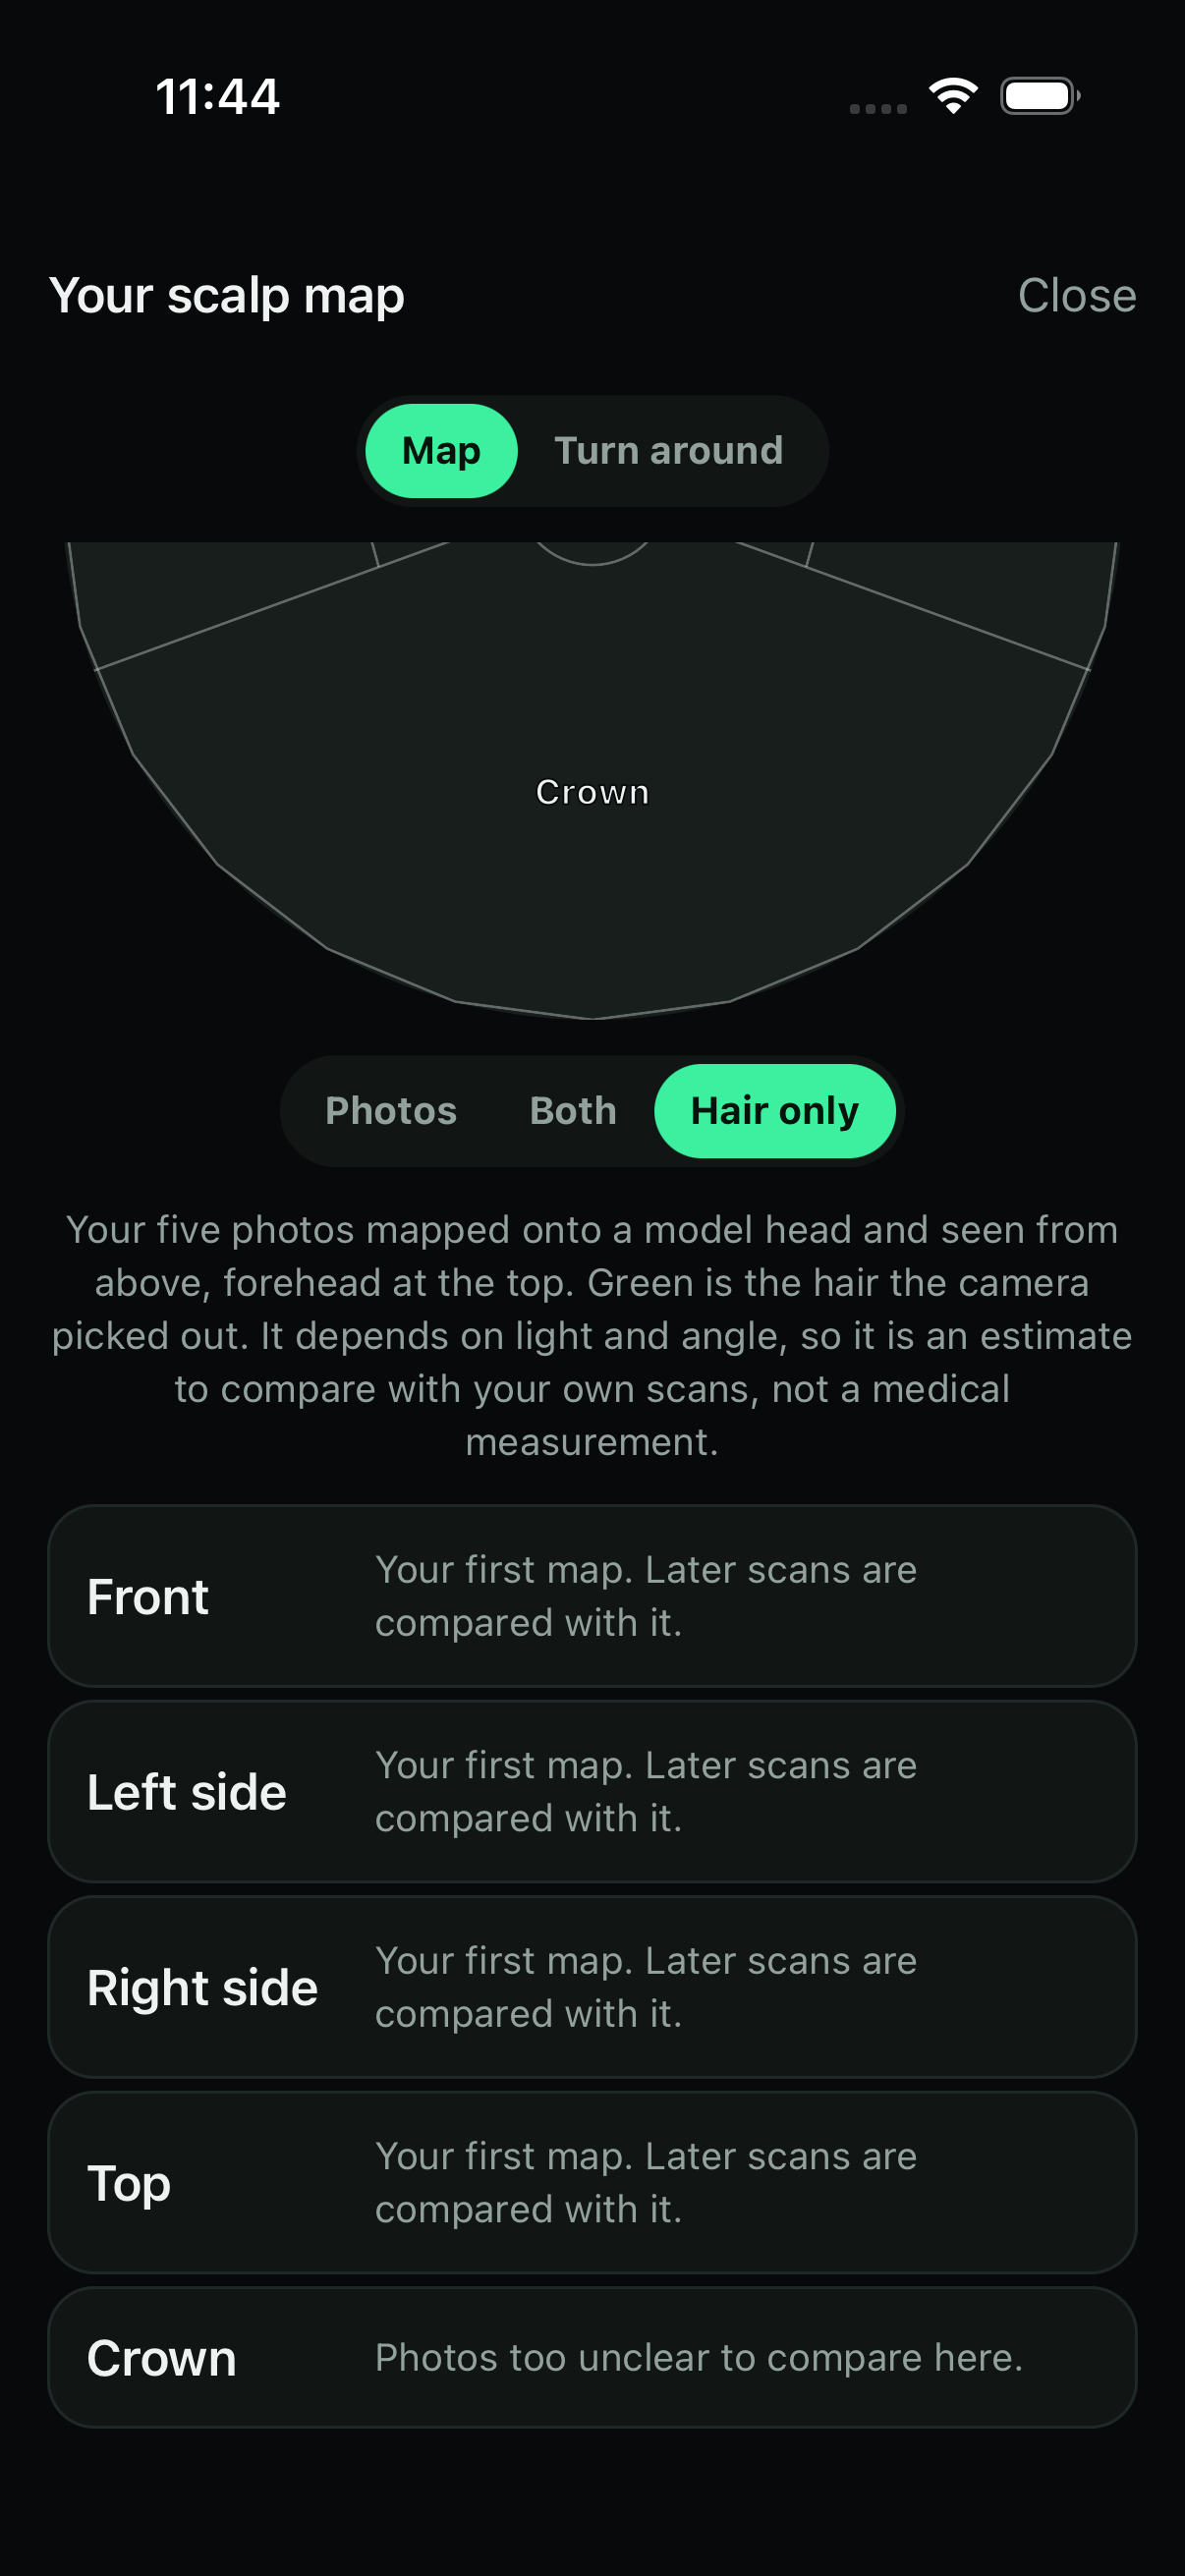 11:44
Your scalp map
Close
Map
Turn around
Crown
Photos
Both
Hair only
Your five photos mapped onto a model head and seen from
above, forehead at the top. Green is the hair the camera
picked out. It depends on light and angle, so it is an estimate
to compare with your own scans, not a medical
measurement.
Front
Your first map. Later scans are
compared with it.
Left side
Your first map. Later scans are
compared with it.
Right side
Your first map. Later scans are
compared with it.
Top
Your first map. Later scans are
compared with it.
Crown
Photos too unclear to compare here.